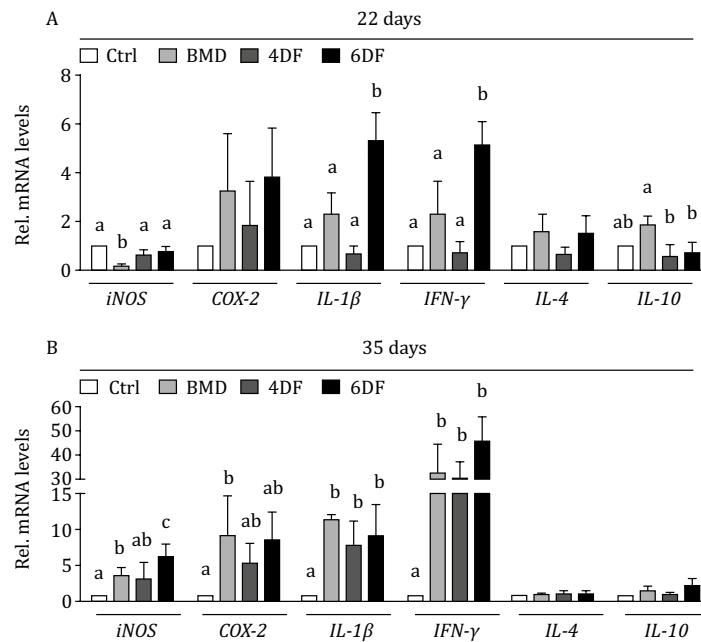 A 22 days
Ctrl BMD 4DF 6DF
Rel. mRNA levels
8
6
4
2
0
a b a a
a a a b
a a a b
ab a b b
iNOS COX-2 IL-1β IFN-γ IL-4 IL-10
B 35 days
Ctrl BMD 4DF 6DF
Rel. mRNA levels
60
50
40
30
15
10
5
0
a b ab c
a b ab ab
a b b b
a b b b
iNOS COX-2 IL-1β IFN-γ IL-4 IL-10